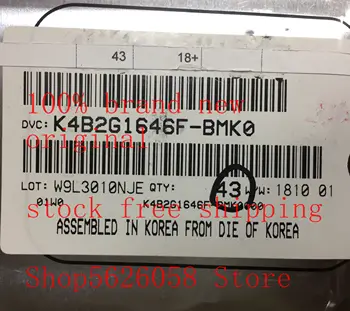 43 18+
100% brand new
DVC: K4B2G1646F-BMK0
original
LOT: W9L3010NJE QTY: 43 W/W: 1810 01
01W0 K4B2G1646F-BMK0000
stock free shipping
ASSEMBLED IN KOREA FROM DIE OF KOREA
Shop5626058 Store